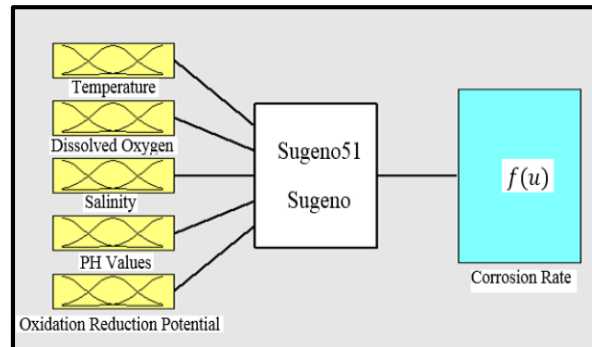 Temperature
Dissolved Oxygen
Salinity
PH Values
Oxidation Reduction Potential
Sugeno51
Sugeno
f(u)
Corrosion Rate